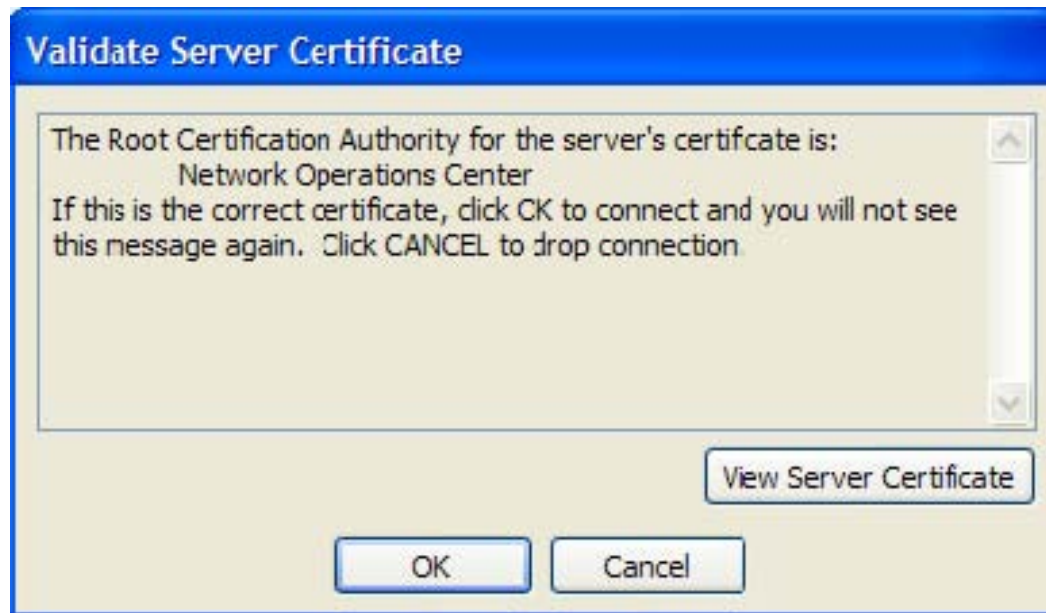 Validate Server Certificate
The Root Certification Authority for the server's certifcate is:
Network Operations Center
If this is the correct certificate, click OK to connect and you will not see
this message again. Click CANCEL to drop connection
View Server Certificate
OK
Cancel